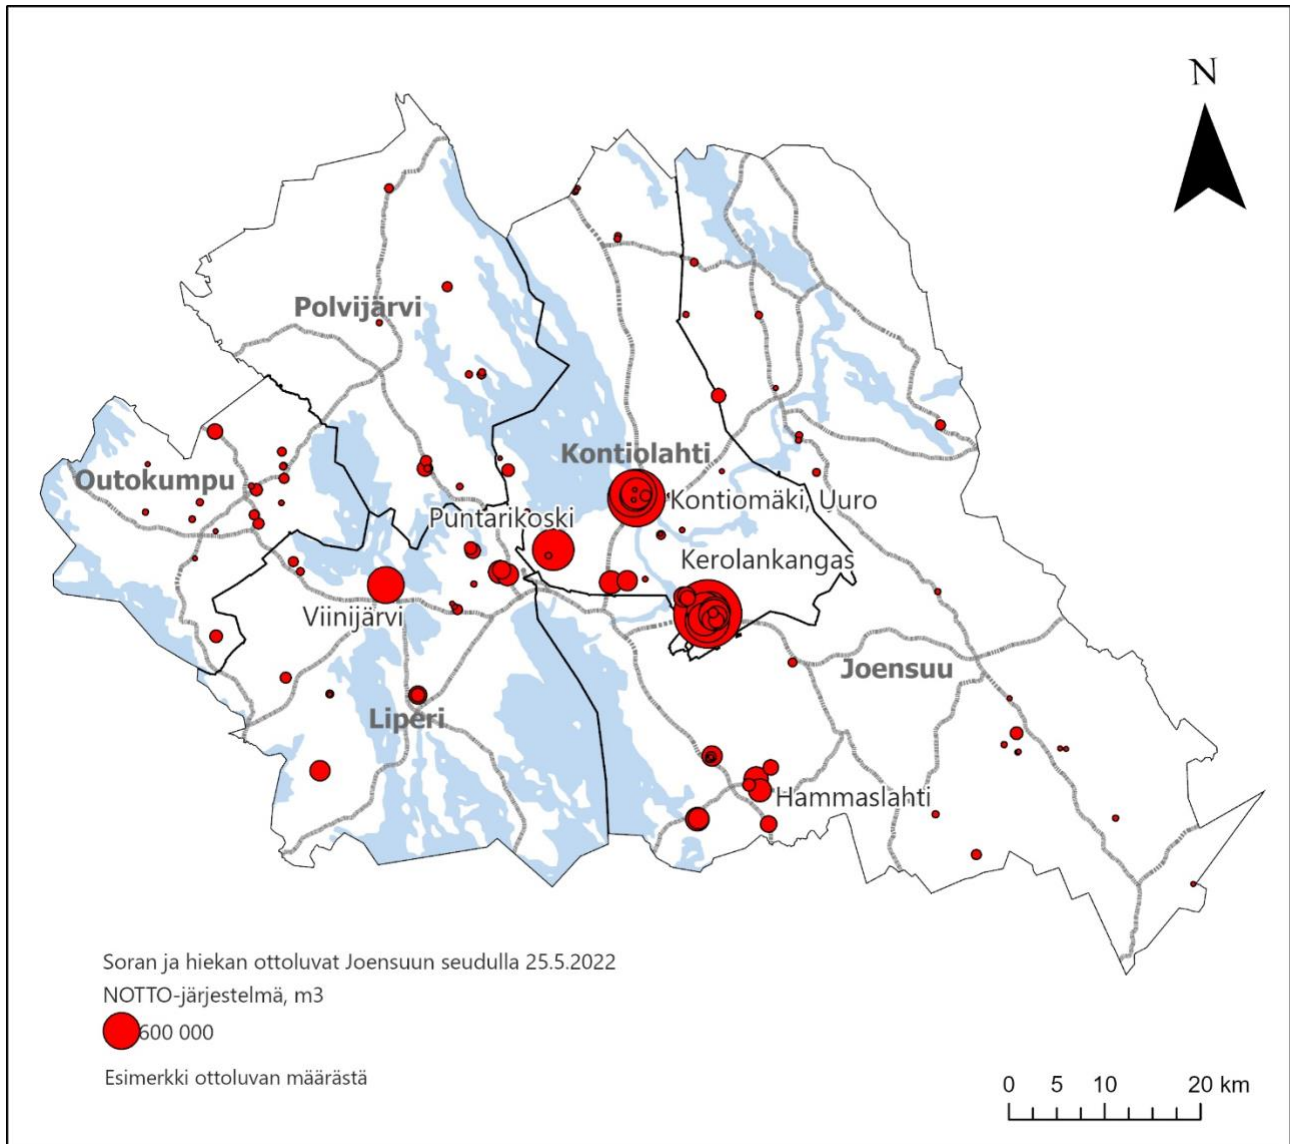 N
Polvijärvi
Kontiolahti
Outokumpu
Kontiomäki, Uuro
Puntarikoski
Kerolankangas
Viinijärvi
Joensuu
Liperi
Hammaslahti
Soran ja hiekan ottoluvat Joensuun seudulla 25.5.2022
NOTTO-järjestelmä, m3
600 000
Esimerkki ottoluvan määrästä
0 5 10 20 km